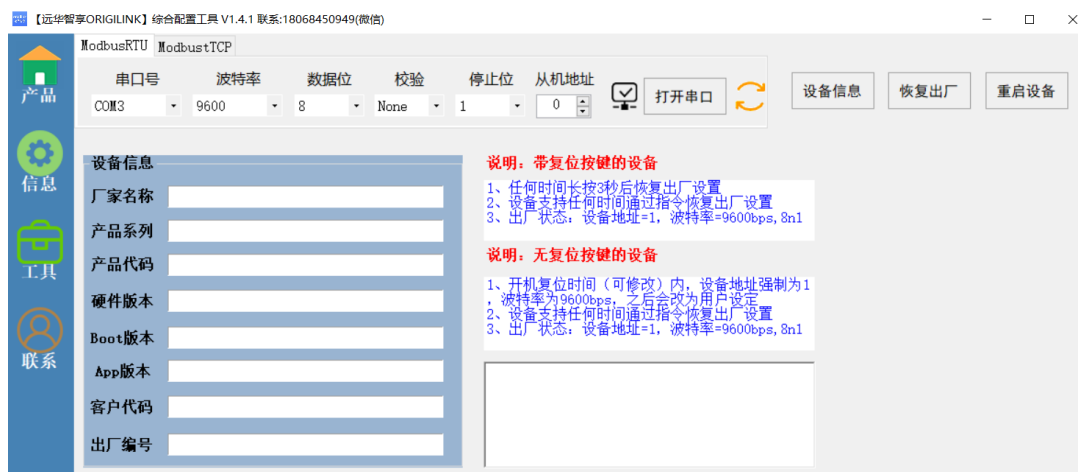 【远华智享ORIGILINK】综合配置工具 V1.4.1 联系:18068450949(微信)
ModbusRTU ModbustTCP
串口号 波特率 数据位 校验 停止位 从机地址
COM3 9600 8 None 1 0 打开串口 设备信息 恢复出厂 重启设备
产品
信息
工具
联系
设备信息
厂家名称
产品系列
产品代码
硬件版本
Boot版本
App版本
客户代码
出厂编号
说明：带复位按键的设备
1、任何时间长按3秒后恢复出厂设置
2、设备支持任何时间通过指令恢复出厂设置
3、出厂状态：设备地址=1，波特率=9600bps,8n1
说明：无复位按键的设备
1、开机复位时间（可修改）内，设备地址强制为1
，波特率为9600bps，之后会改为用户设定
2、设备支持任何时间通过指令恢复出厂设置
3、出厂状态：设备地址=1，波特率=9600bps,8n1